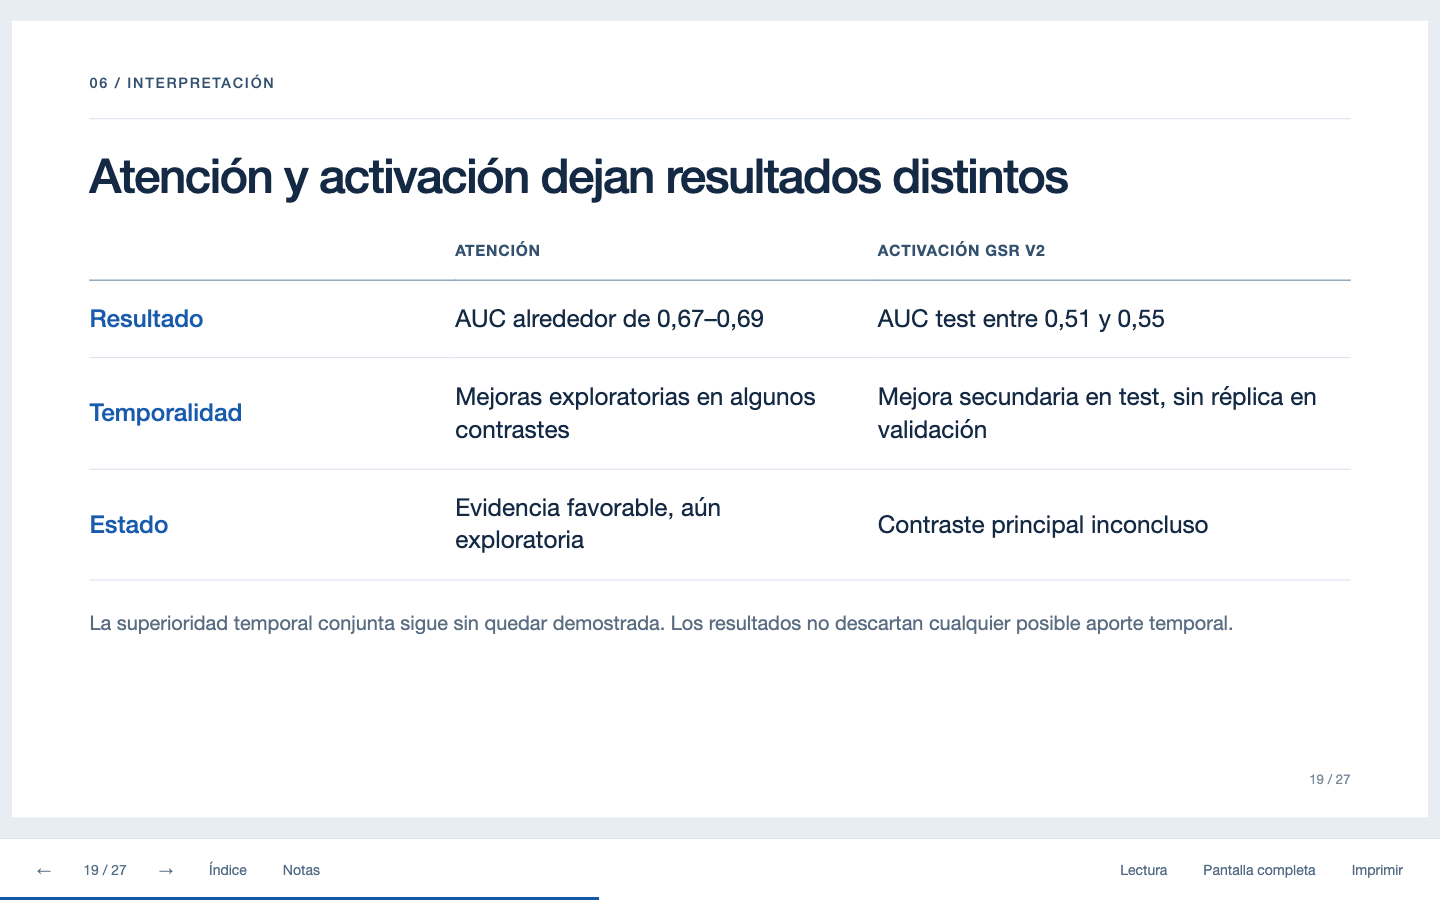 06 / INTERPRETACIÓN
Atención y activación dejan resultados distintos
ATENCIÓN
ACTIVACIÓN GSR V2
Resultado
AUC alrededor de 0,67–0,69
AUC test entre 0,51 y 0,55
Temporalidad
Mejoras exploratorias en algunos
contrastes
Mejora secundaria en test, sin réplica en
validación
Estado
Evidencia favorable, aún
exploratoria
Contraste principal inconcluso
La superioridad temporal conjunta sigue sin quedar demostrada. Los resultados no descartan cualquier posible aporte temporal.
19 / 27
← 19 / 27 → Índice Notas Lectura Pantalla completa Imprimir